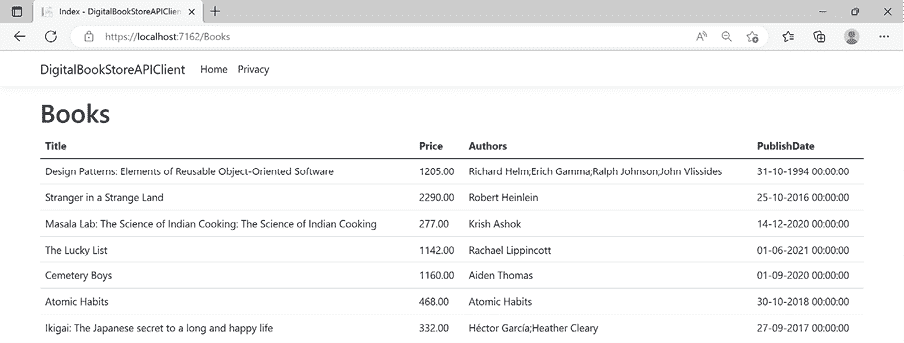 Index - DigitalBookStoreAPIClient
https://localhost:7162/Books
DigitalBookStoreAPIClient Home Privacy
Books
Title Price Authors PublishDate
Design Patterns: Elements of Reusable Object-Oriented Software 1205.00 Richard Helm;Erich Gamma;Ralph Johnson;John Vlissides 31-10-1994 00:00:00
Stranger in a Strange Land 2290.00 Robert Heinlein 25-10-2016 00:00:00
Masala Lab: The Science of Indian Cooking: The Science of Indian Cooking 277.00 Krish Ashok 14-12-2020 00:00:00
The Lucky List 1142.00 Rachael Lippincott 01-06-2021 00:00:00
Cemetery Boys 1160.00 Aiden Thomas 01-09-2020 00:00:00
Atomic Habits 468.00 Atomic Habits 30-10-2018 00:00:00
Ikigai: The Japanese secret to a long and happy life 332.00 Héctor García;Heather Cleary 27-09-2017 00:00:00